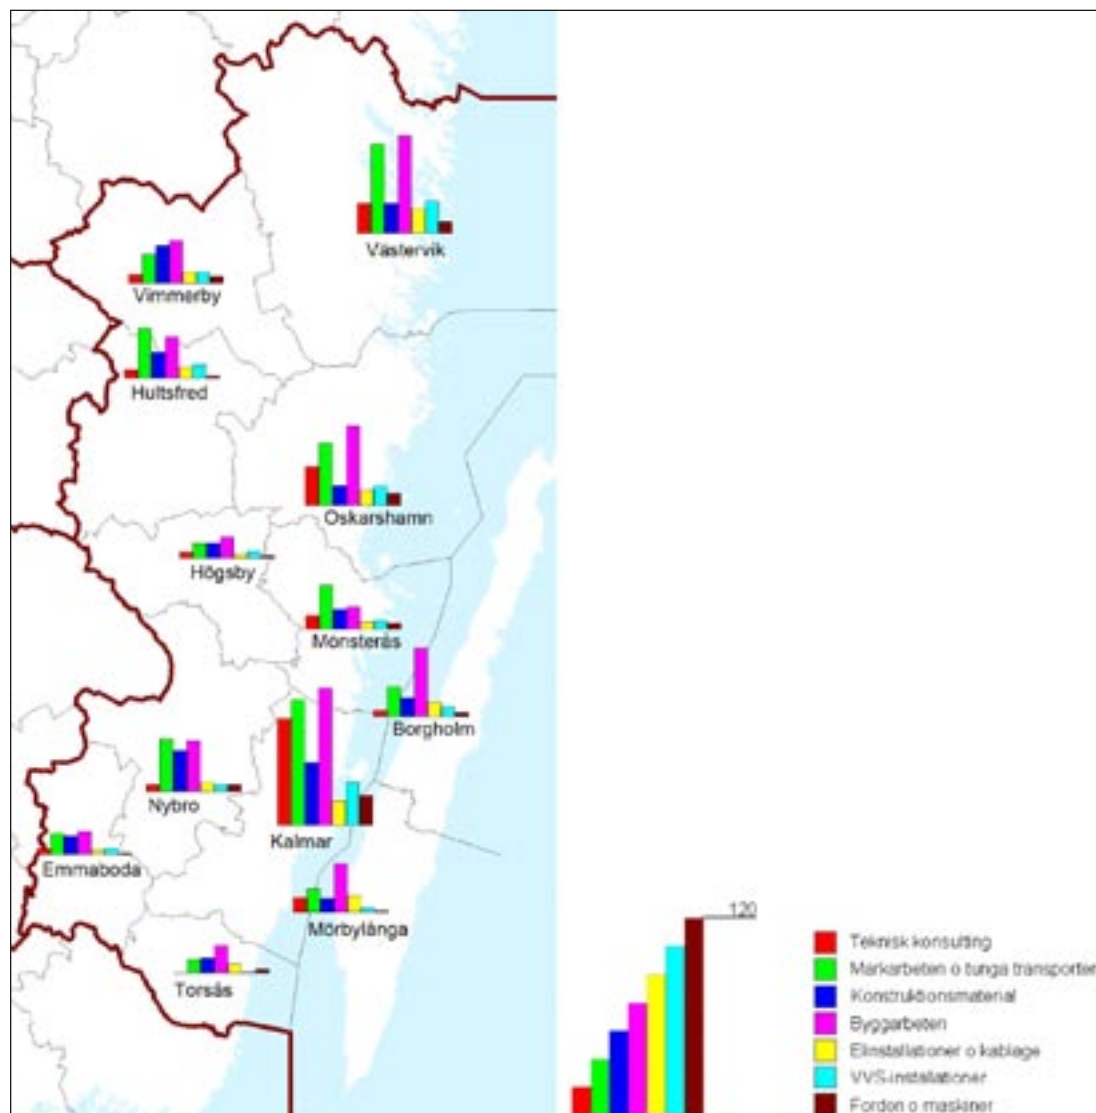 Västervik
Vimmerby
Hultsfred
Oskarshamn
Högsby
Mönsterås
Borgholm
Nybro
Kalmar
Emmaboda
Mörbylånga
Torsås
120
Teknisk konsulting
Markarbeten o tunga transporter
Konstruktionsmaterial
Byggarbeten
Elinstallationer o kablage
VVS-installationer
Fordon o maskiner